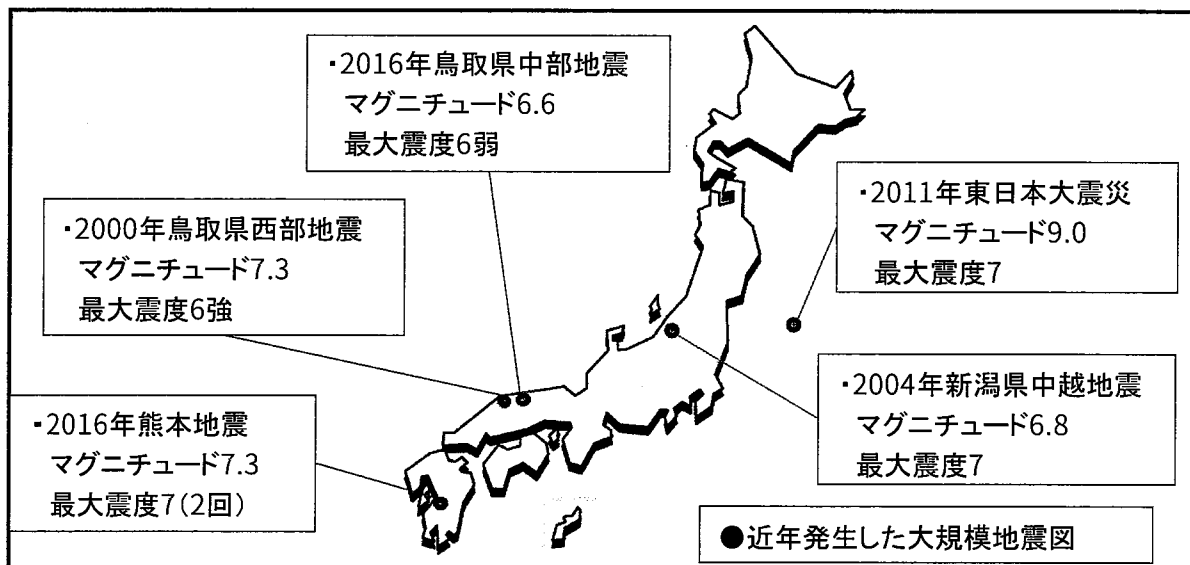 ・2016年鳥取県中部地震
マグニチュード6.6
最大震度6弱
・2000年鳥取県西部地震
マグニチュード7.3
最大震度6強
・2016年熊本地震
マグニチュード7.3
最大震度7(2回)
・2011年東日本大震災
マグニチュード9.0
最大震度7
・2004年新潟県中越地震
マグニチュード6.8
最大震度7
●近年発生した大規模地震図